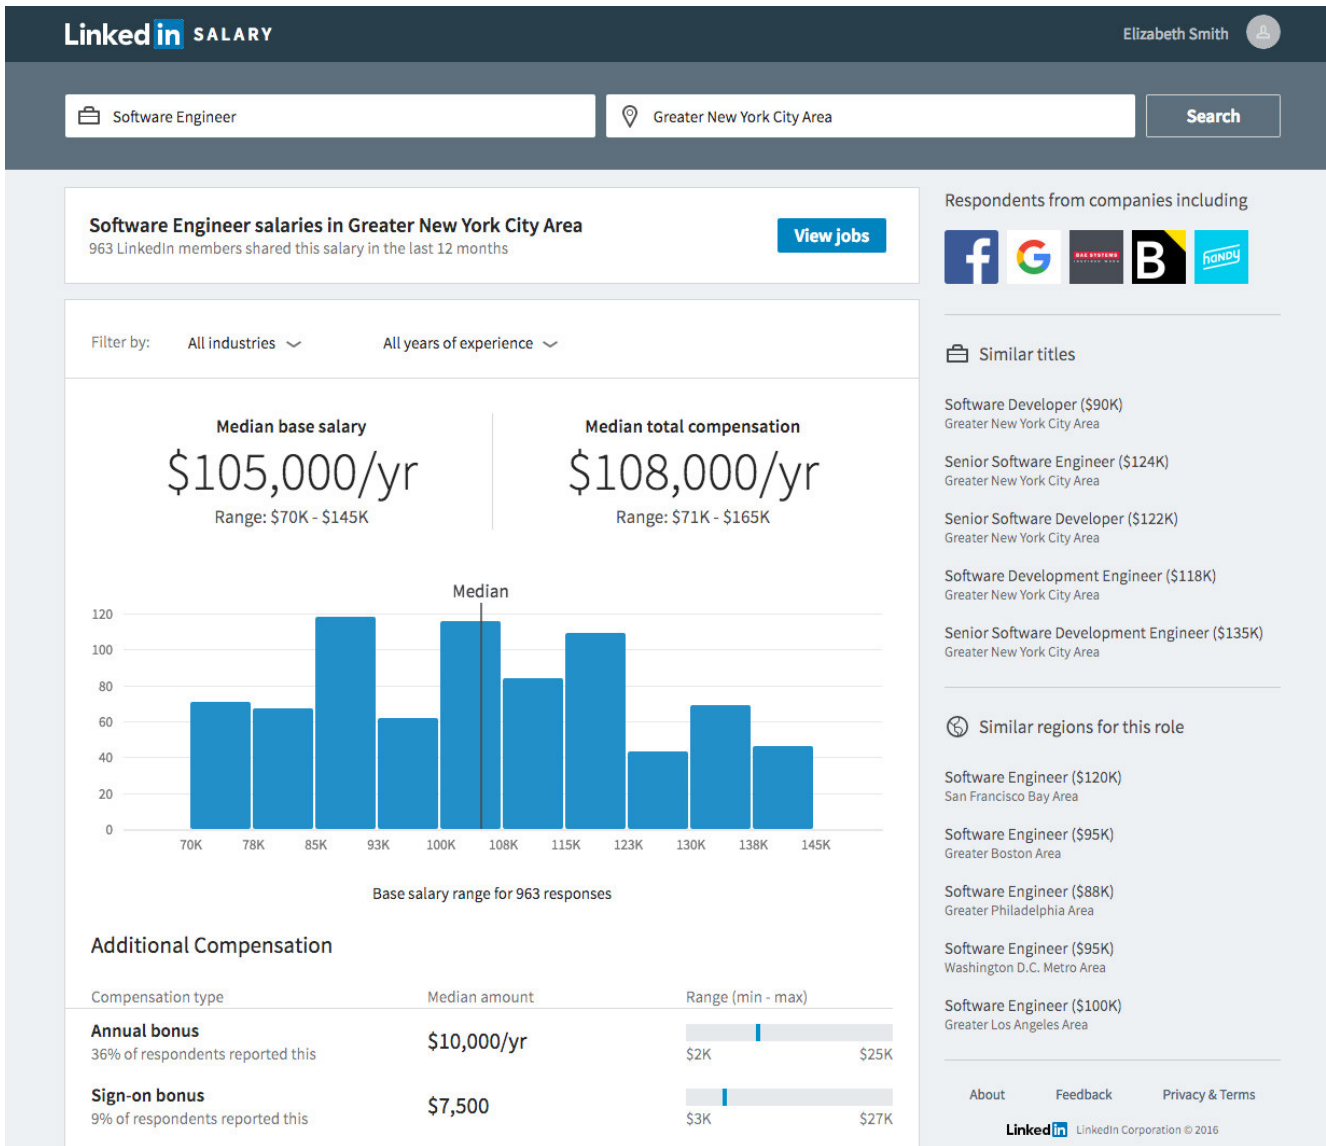 Linked in SALARY
Elizabeth Smith
Software Engineer
Greater New York City Area
Search
Software Engineer salaries in Greater New York City Area
963 LinkedIn members shared this salary in the last 12 months
View jobs
Filter by: All industries All years of experience
Median base salary
$105,000/yr
Range: $70K - $145K
Median total compensation
$108,000/yr
Range: $71K - $165K
Median
120
100
80
60
40
20
0
70K 78K 85K 93K 100K 108K 115K 123K 130K 138K 145K
Base salary range for 963 responses
Additional Compensation
Compensation type Median amount Range (min - max)
Annual bonus
36% of respondents reported this
$10,000/yr
$2K $25K
Sign-on bonus
9% of respondents reported this
$7,500
$3K $27K
Respondents from companies including
f G BAE SYSTEMS B HANDY
Similar titles
Software Developer ($90K)
Greater New York City Area
Senior Software Engineer ($124K)
Greater New York City Area
Senior Software Developer ($122K)
Greater New York City Area
Software Development Engineer ($118K)
Greater New York City Area
Senior Software Development Engineer ($135K)
Greater New York City Area
Similar regions for this role
Software Engineer ($120K)
San Francisco Bay Area
Software Engineer ($95K)
Greater Boston Area
Software Engineer ($88K)
Greater Philadelphia Area
Software Engineer ($95K)
Washington D.C. Metro Area
Software Engineer ($100K)
Greater Los Angeles Area
About Feedback Privacy & Terms
Linked in LinkedIn Corporation © 2016